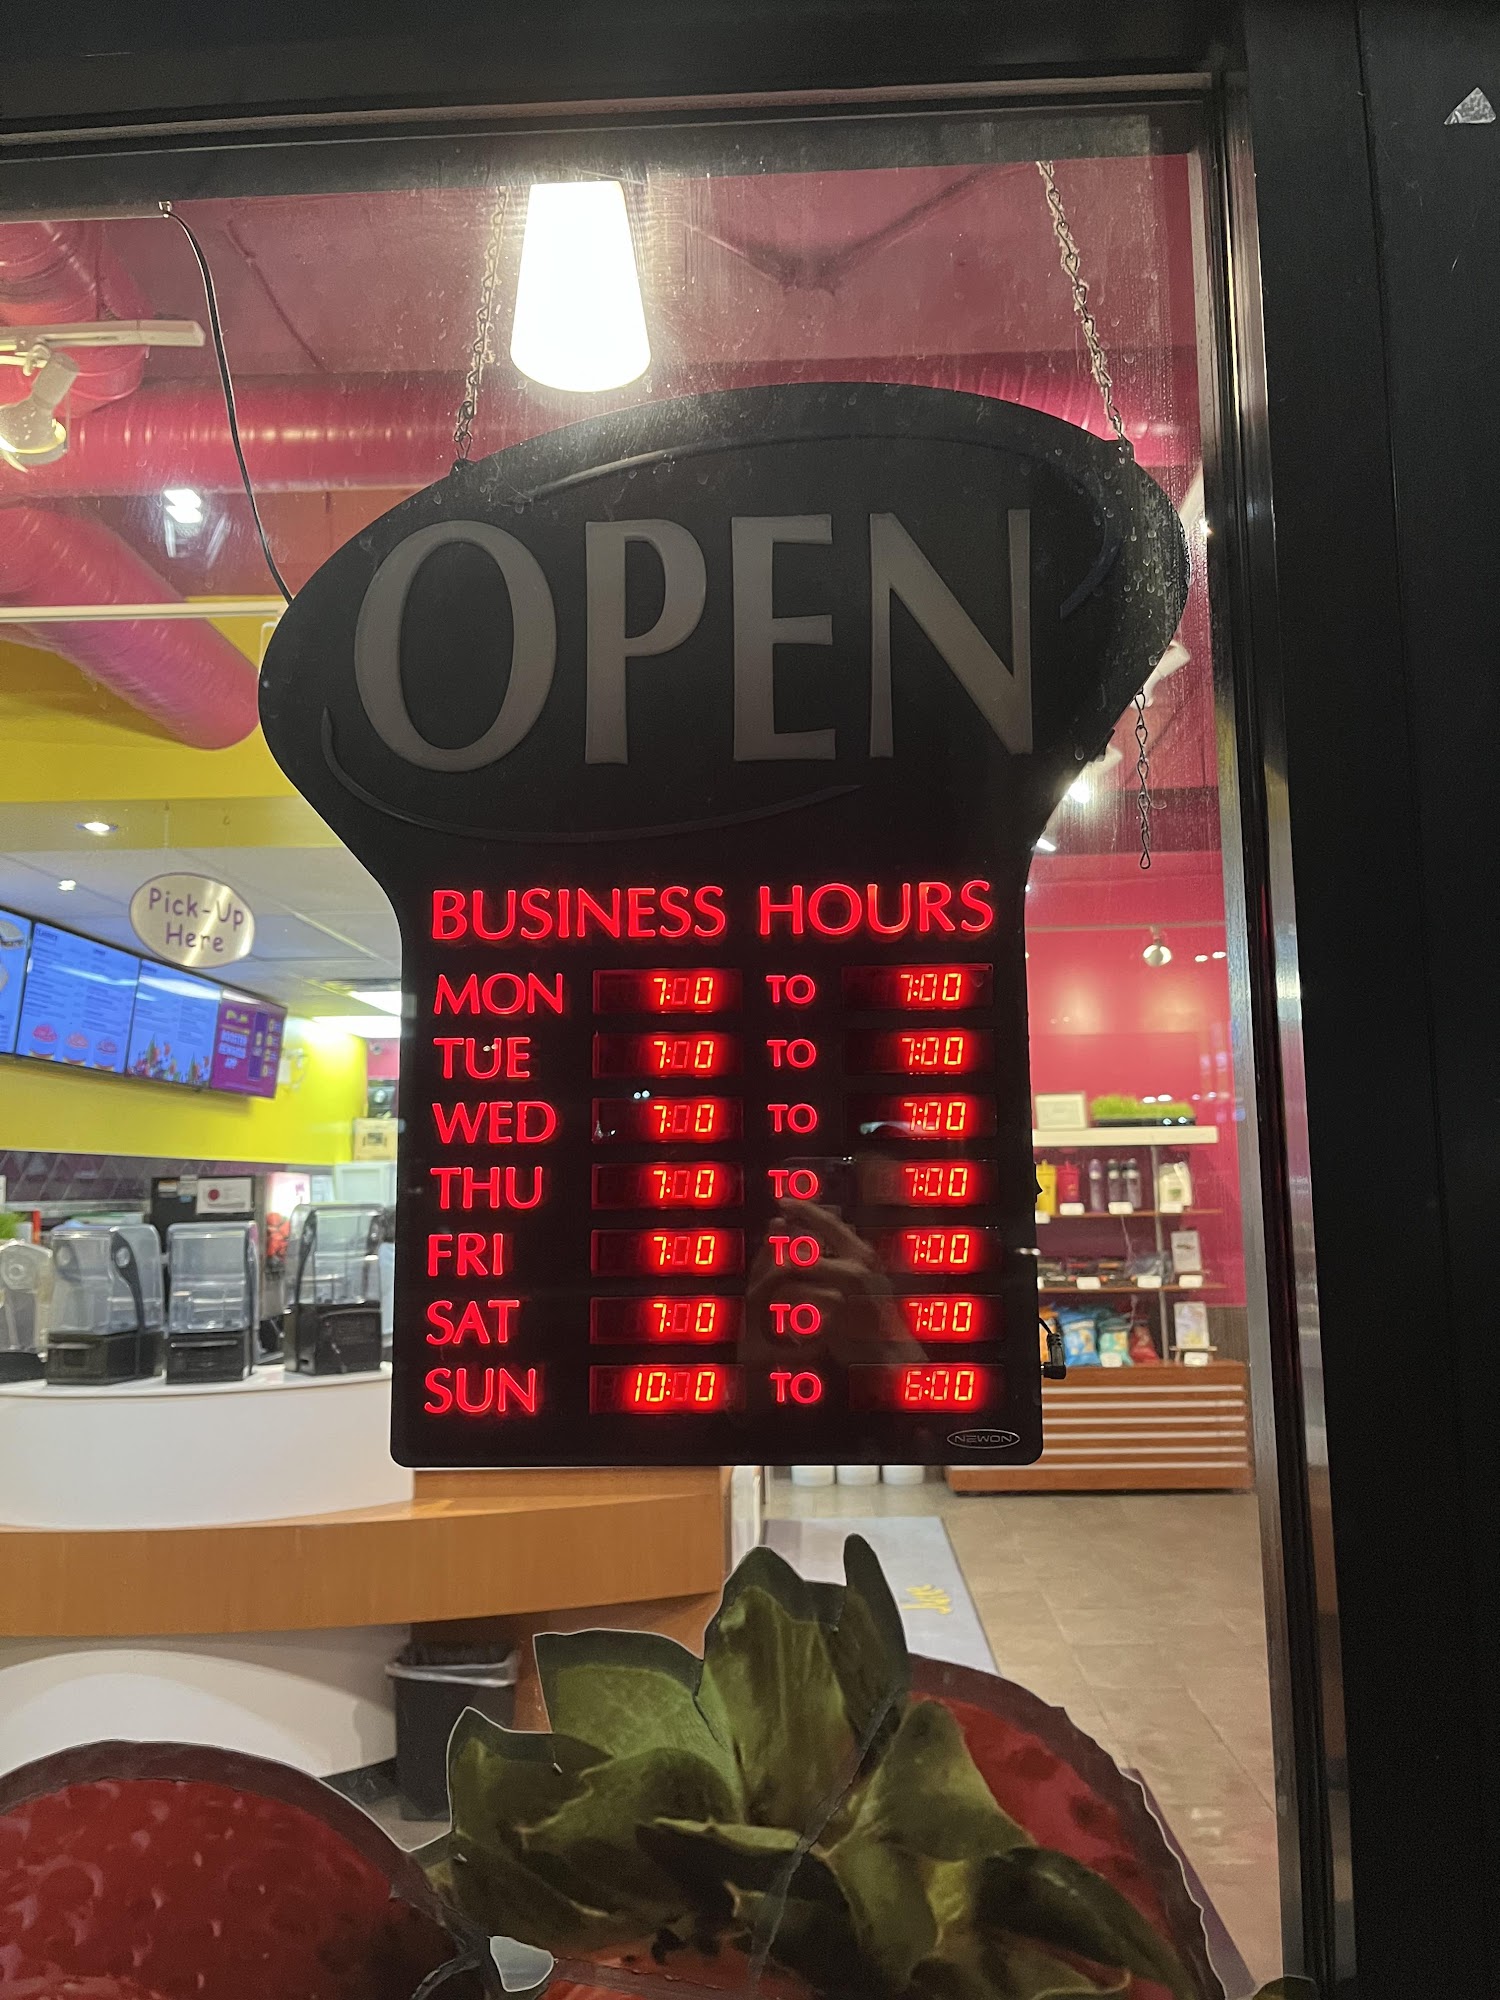 OPEN
BUSINESS HOURS
MON 7:00 TO 7:00
TUE 7:00 TO 7:00
WED 7:00 TO 7:00
THU 7:00 TO 7:00
FRI 7:00 TO 7:00
SAT 7:00 TO 7:00
SUN 10:00 TO 6:00
NEWON
Pick-Up
Here